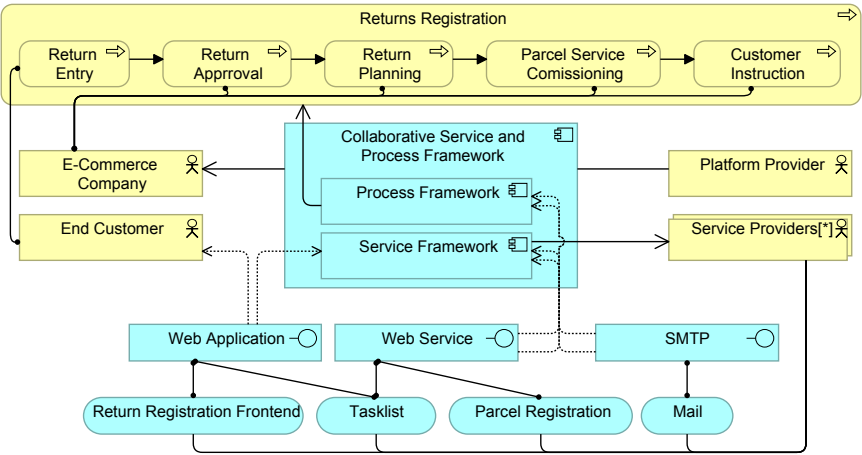 Returns Registration
Return
Entry
Return
Apprroval
Return
Planning
Parcel Service
Comissioning
Customer
Instruction
Collaborative Service and
Process Framework
E-Commerce
Company
Platform Provider
Process Framework
End Customer
Service Providers[*]
Service Framework
Web Application
Web Service
SMTP
Return Registration Frontend
Tasklist
Parcel Registration
Mail